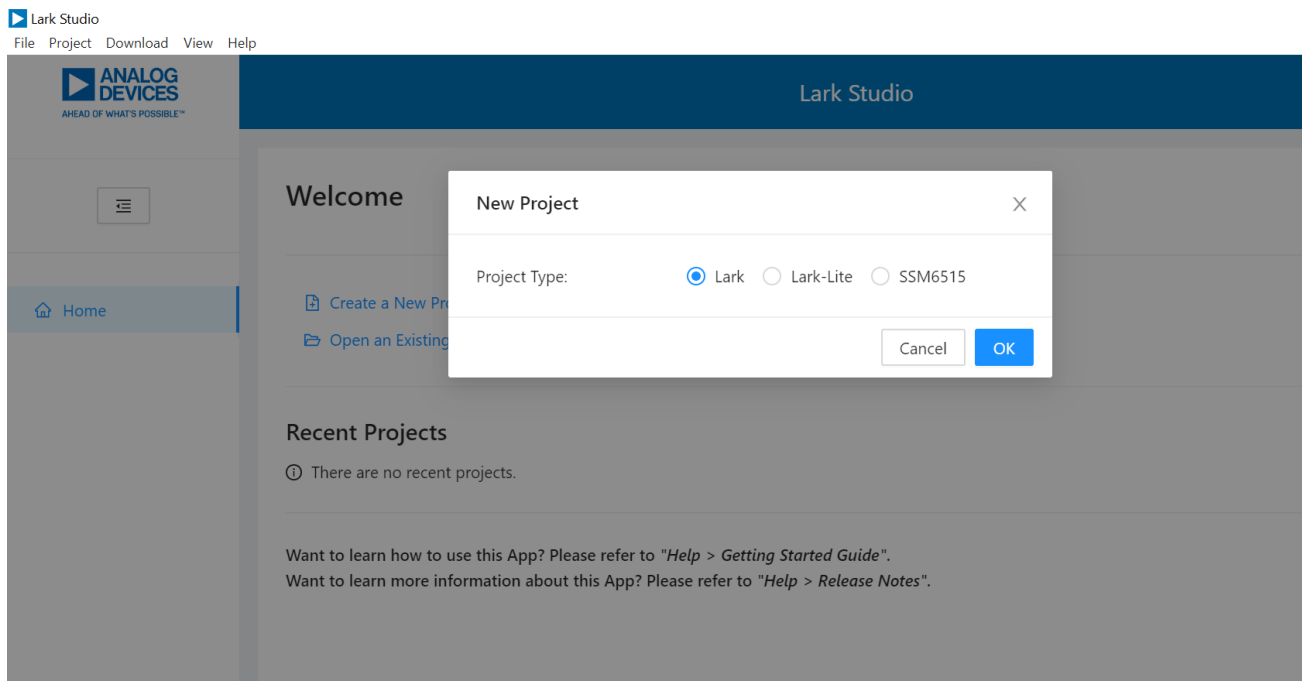 Lark Studio
File Project Download View Help
ANALOG
DEVICES
AHEAD OF WHAT'S POSSIBLE™
Lark Studio
Home
Welcome
Create a New Pro
Open an Existing
New Project
Project Type: Lark Lark-Lite SSM6515
Cancel OK
Recent Projects
There are no recent projects.
Want to learn how to use this App? Please refer to "Help > Getting Started Guide".
Want to learn more information about this App? Please refer to "Help > Release Notes".